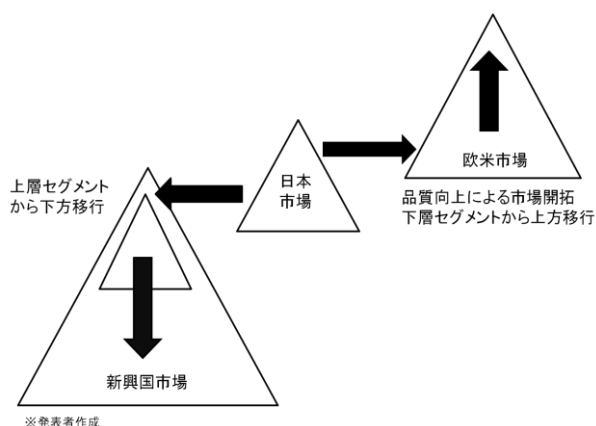 欧米市場
品質向上による市場開拓
下層セグメントから上方移行
日本
市場
上層セグメント
から下方移行
新興国市場
※発表者作成